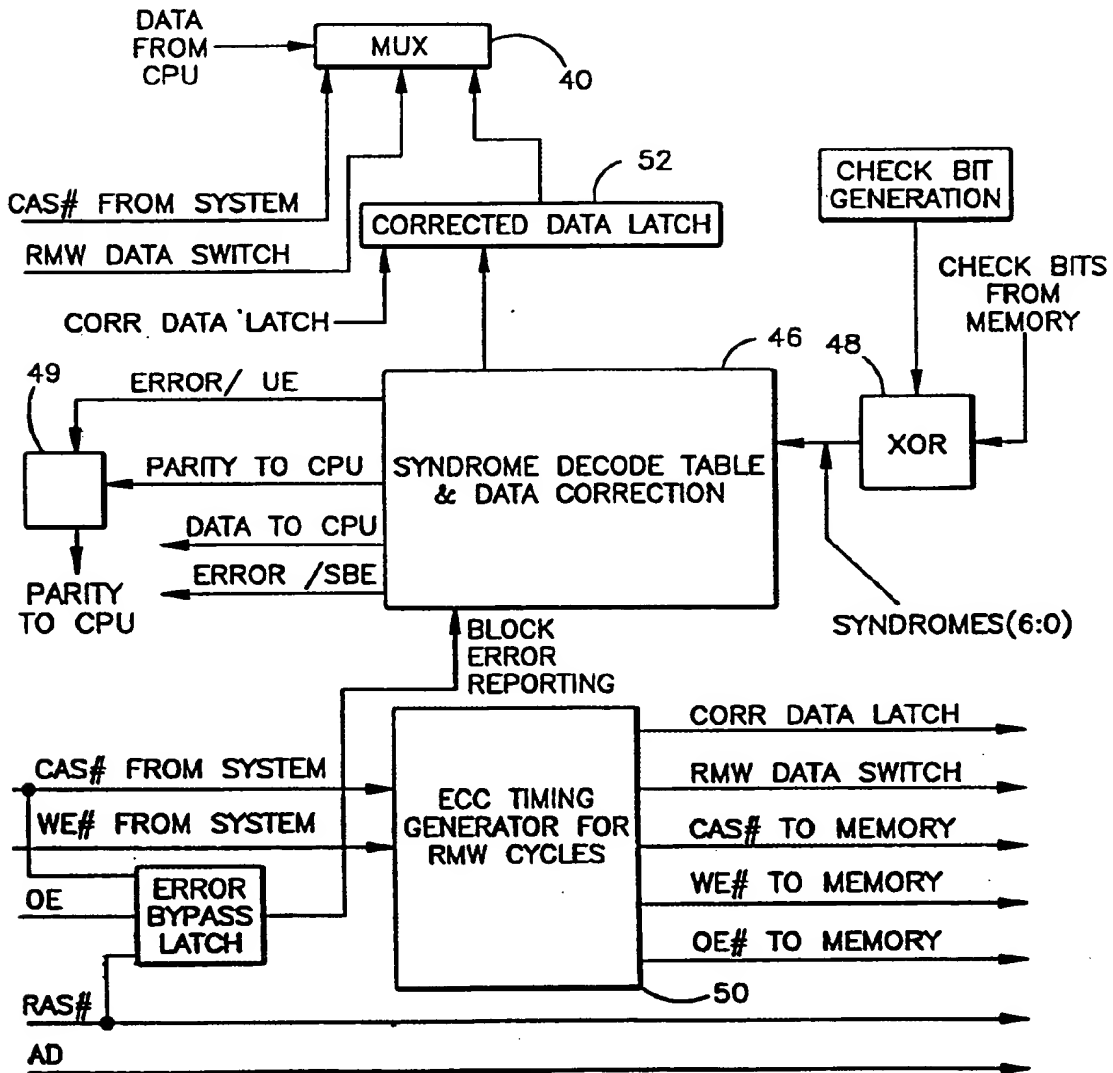 DATA
FROM
CPU
MUX
40
CAS# FROM SYSTEM
RMW DATA SWITCH
52
CORRECTED DATA LATCH
CORR DATA LATCH
CHECK BIT
GENERATION
CHECK BITS
FROM
MEMORY
46
48
XOR
49
ERROR/ UE
PARITY TO CPU
DATA TO CPU
ERROR /SBE
SYNDROME DECODE TABLE
& DATA CORRECTION
PARITY
TO CPU
SYNDROMES(6:0)
BLOCK
ERROR
REPORTING
CAS# FROM SYSTEM
WE# FROM SYSTEM
OE
ERROR
BYPASS
LATCH
RAS#
AD
ECC TIMING
GENERATOR FOR
RMW CYCLES
50
CORR DATA LATCH
RMW DATA SWITCH
CAS# TO MEMORY
WE# TO MEMORY
OE# TO MEMORY